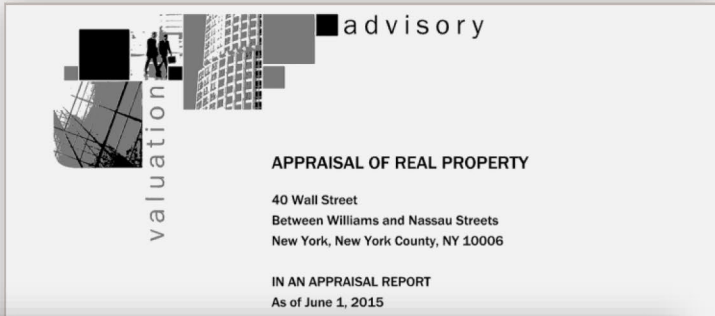 advisory
valuation
APPRAISAL OF REAL PROPERTY
40 Wall Street
Between Williams and Nassau Streets
New York, New York County, NY 10006
IN AN APPRAISAL REPORT
As of June 1, 2015